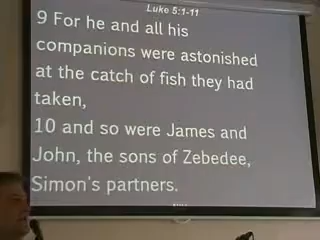 Luke 5:1-11
9 For he and all his
companions were astonished
at the catch of fish they had
taken,
10 and so were James and
John, the sons of Zebedee,
Simon's partners.